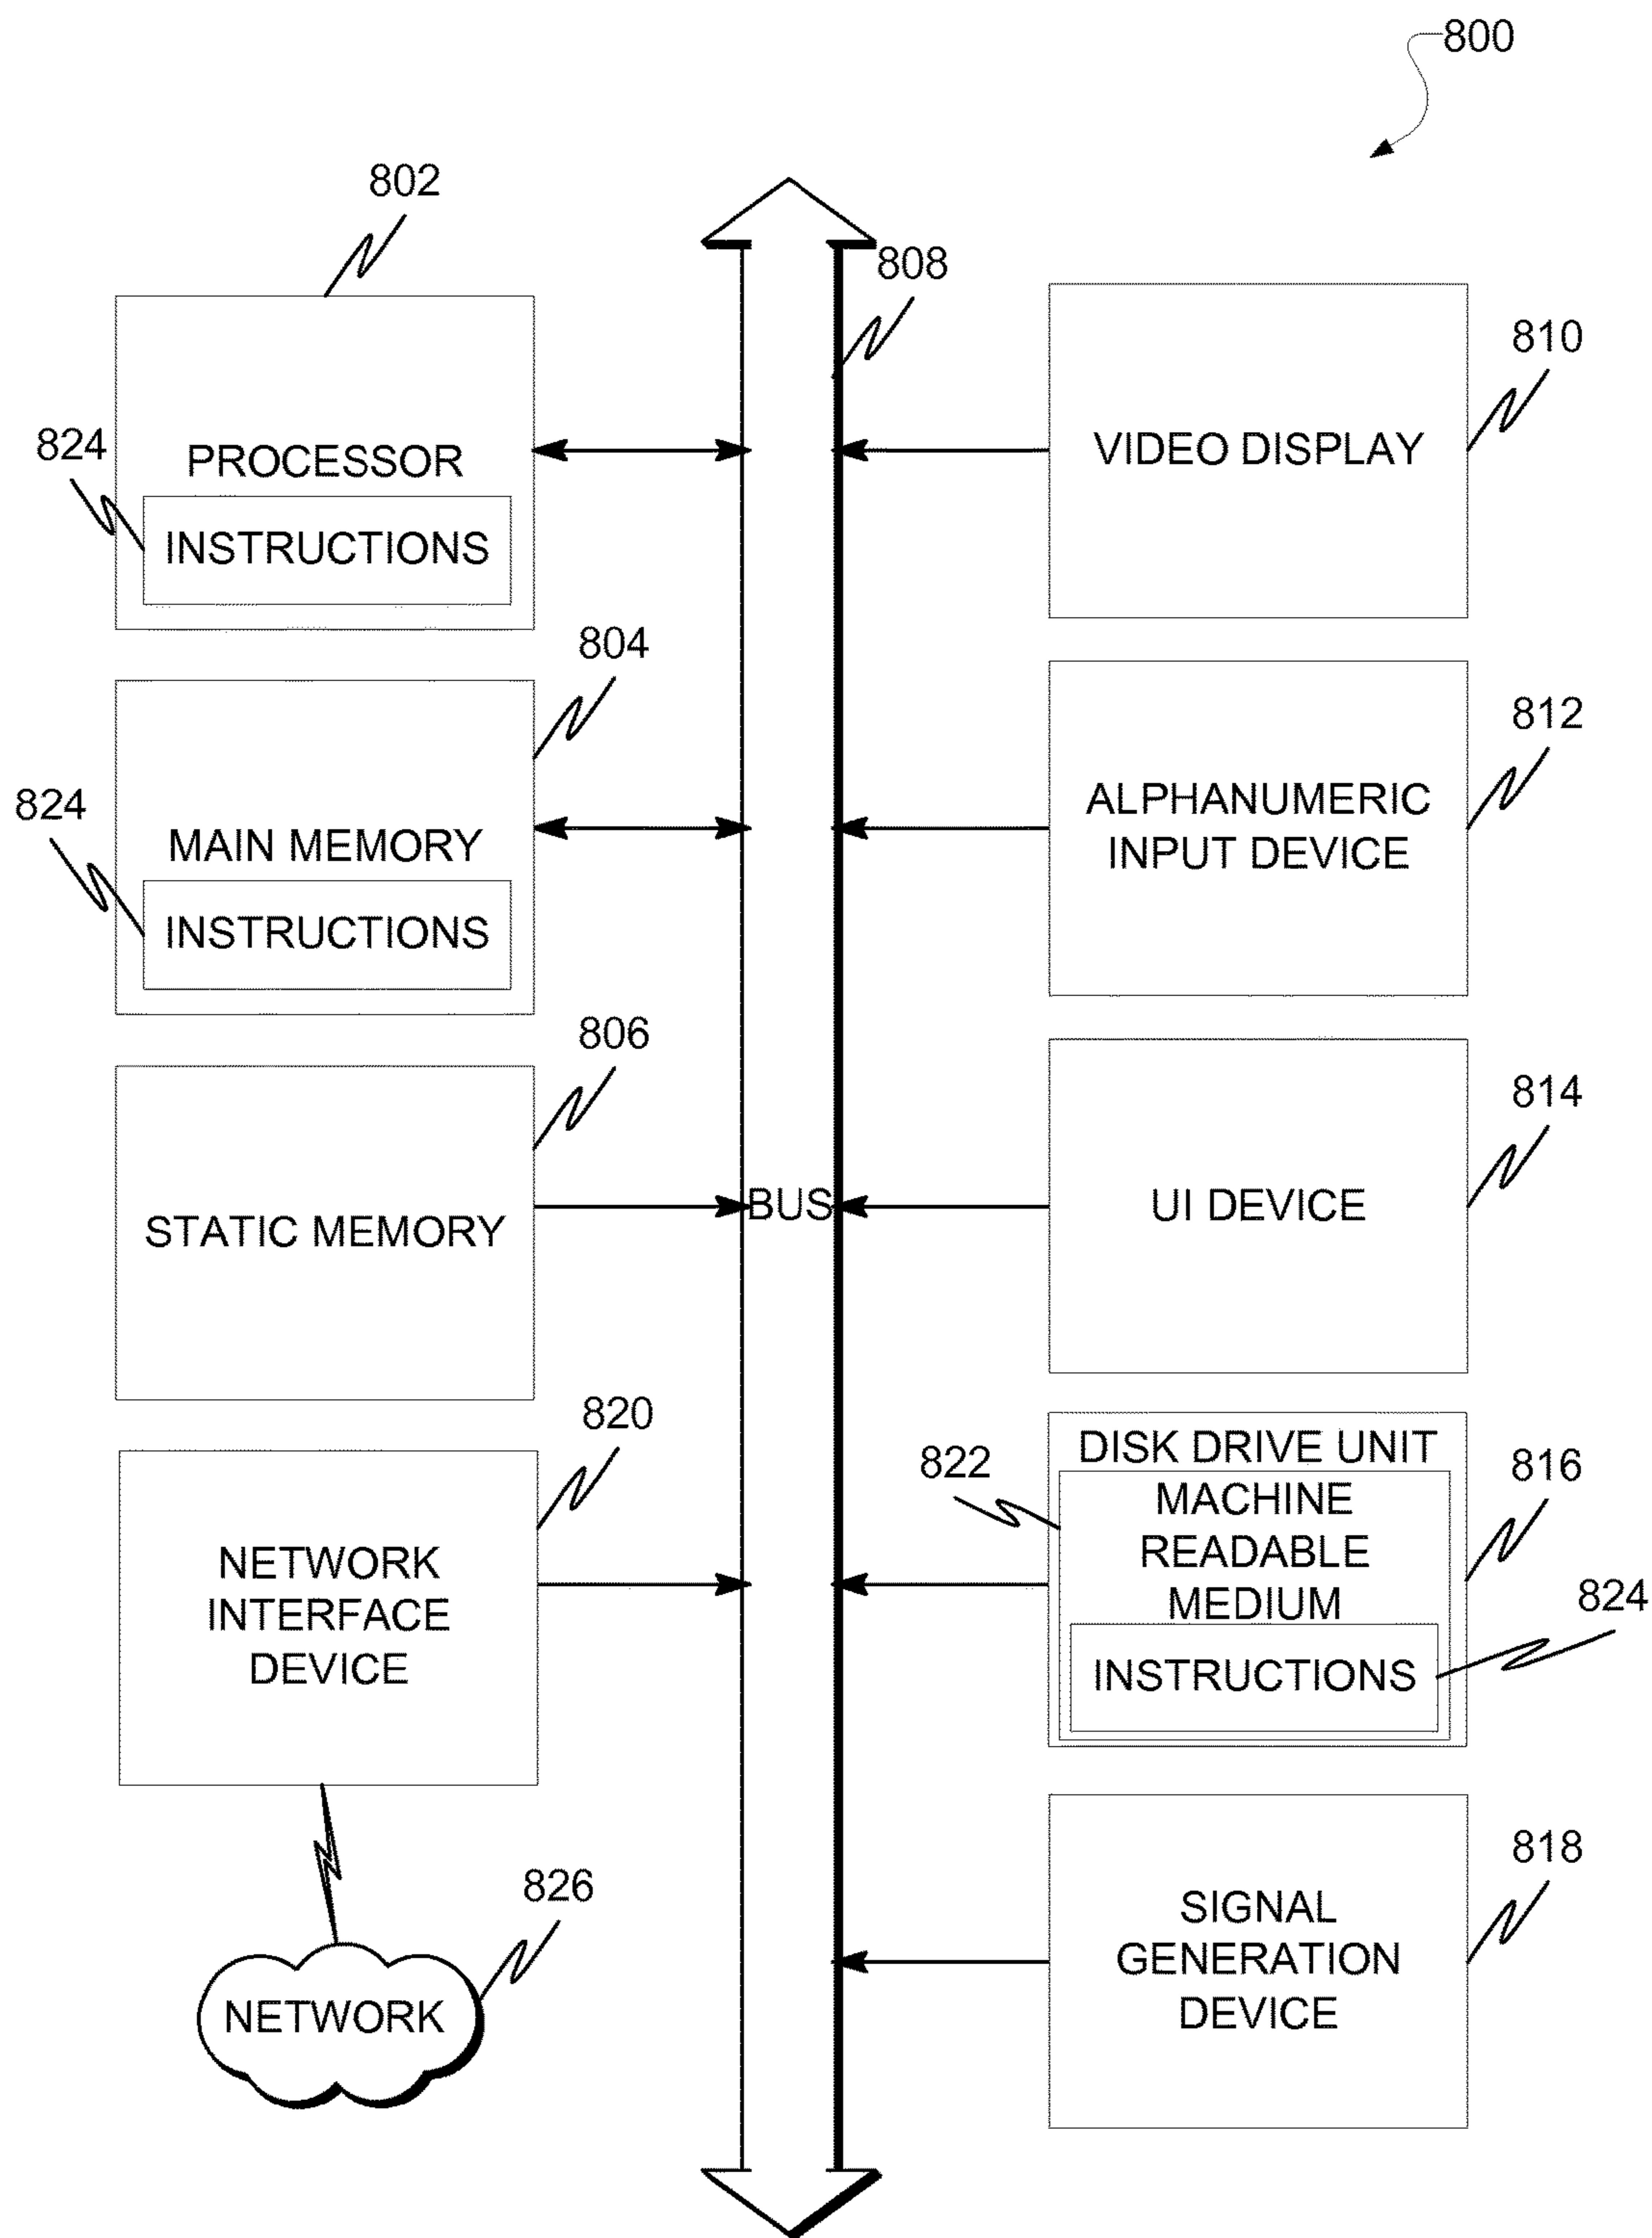 800
802
808
PROCESSOR
824
INSTRUCTIONS
804
MAIN MEMORY
824
INSTRUCTIONS
806
STATIC MEMORY
820
NETWORK
INTERFACE
DEVICE
826
NETWORK
BUS
810
VIDEO DISPLAY
812
ALPHANUMERIC
INPUT DEVICE
814
UI DEVICE
DISK DRIVE UNIT
822
816
MACHINE
READABLE
MEDIUM
824
INSTRUCTIONS
818
SIGNAL
GENERATION
DEVICE